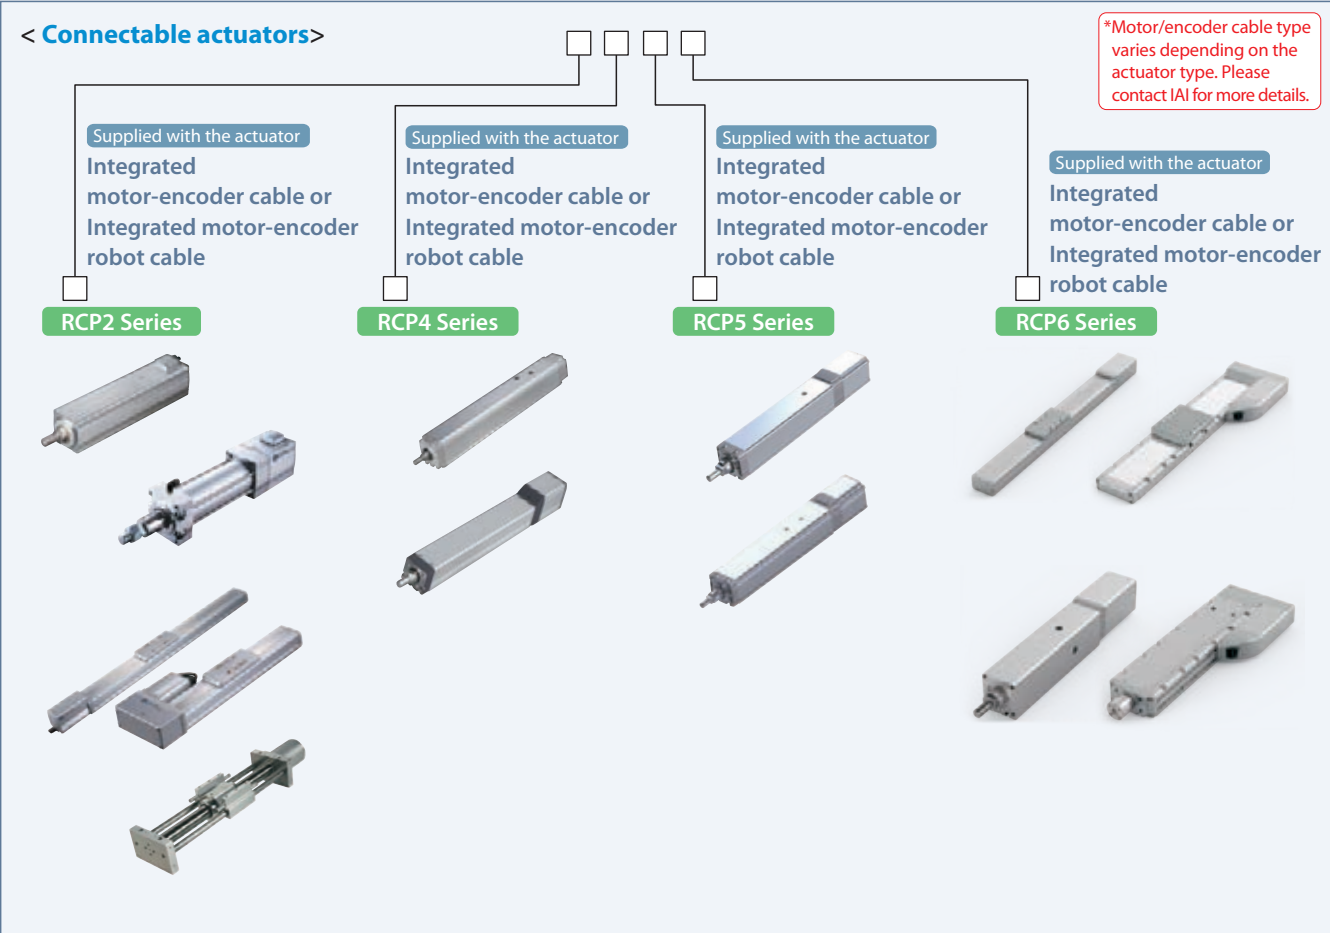 < Connectable actuators>
*Motor/encoder cable type
varies depending on the
actuator type. Please
contact IAI for more details.
Supplied with the actuator
Integrated
motor-encoder cable or
Integrated motor-encoder
robot cable
RCP2 Series
Supplied with the actuator
Integrated
motor-encoder cable or
Integrated motor-encoder
robot cable
RCP4 Series
Supplied with the actuator
Integrated
motor-encoder cable or
Integrated motor-encoder
robot cable
RCP5 Series
Supplied with the actuator
Integrated
motor-encoder cable or
Integrated motor-encoder
robot cable
RCP6 Series